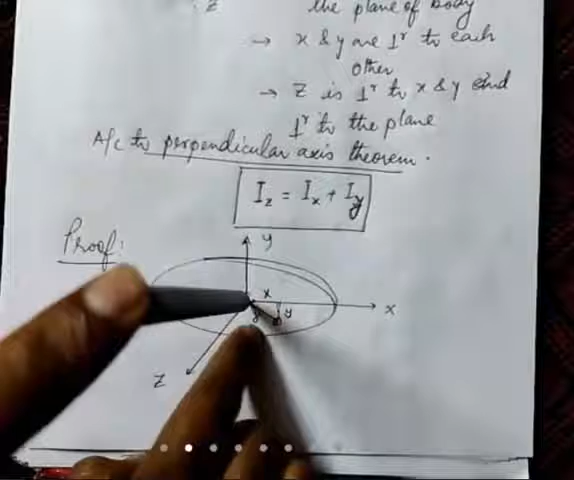 Z the plane of body
→ x & y are ⊥r to each
other
→ Z is ⊥r to x & y and
⊥r to the plane
A/c to perpendicular axis theorem.
Iz = Ix + Iy
Proof:
y
x
y
x
Z